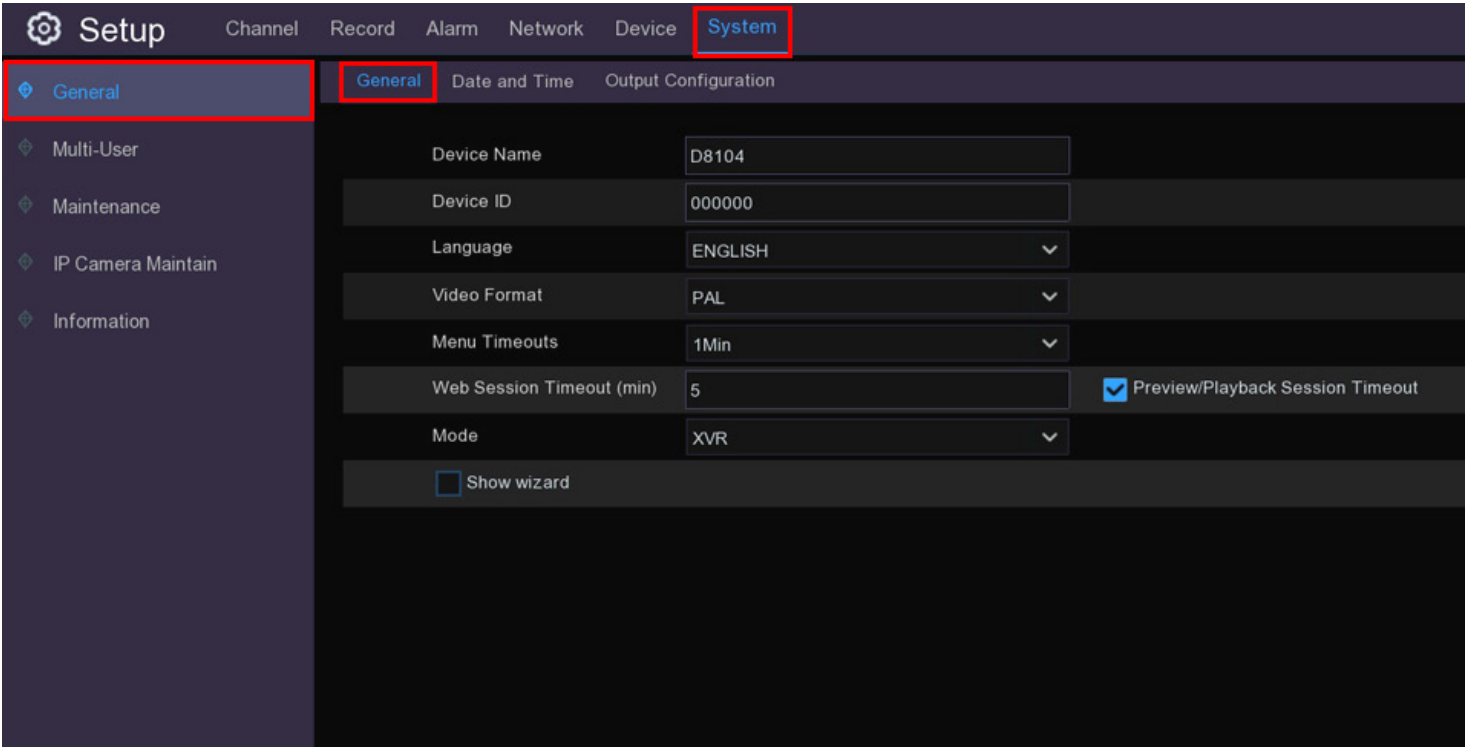 Setup Channel Record Alarm Network Device System
General
Multi-User
Maintenance
IP Camera Maintain
Information
General Date and Time Output Configuration
Device Name D8104
Device ID 000000
Language ENGLISH
Video Format PAL
Menu Timeouts 1Min
Web Session Timeout (min) 5 Preview/Playback Session Timeout
Mode XVR
Show wizard